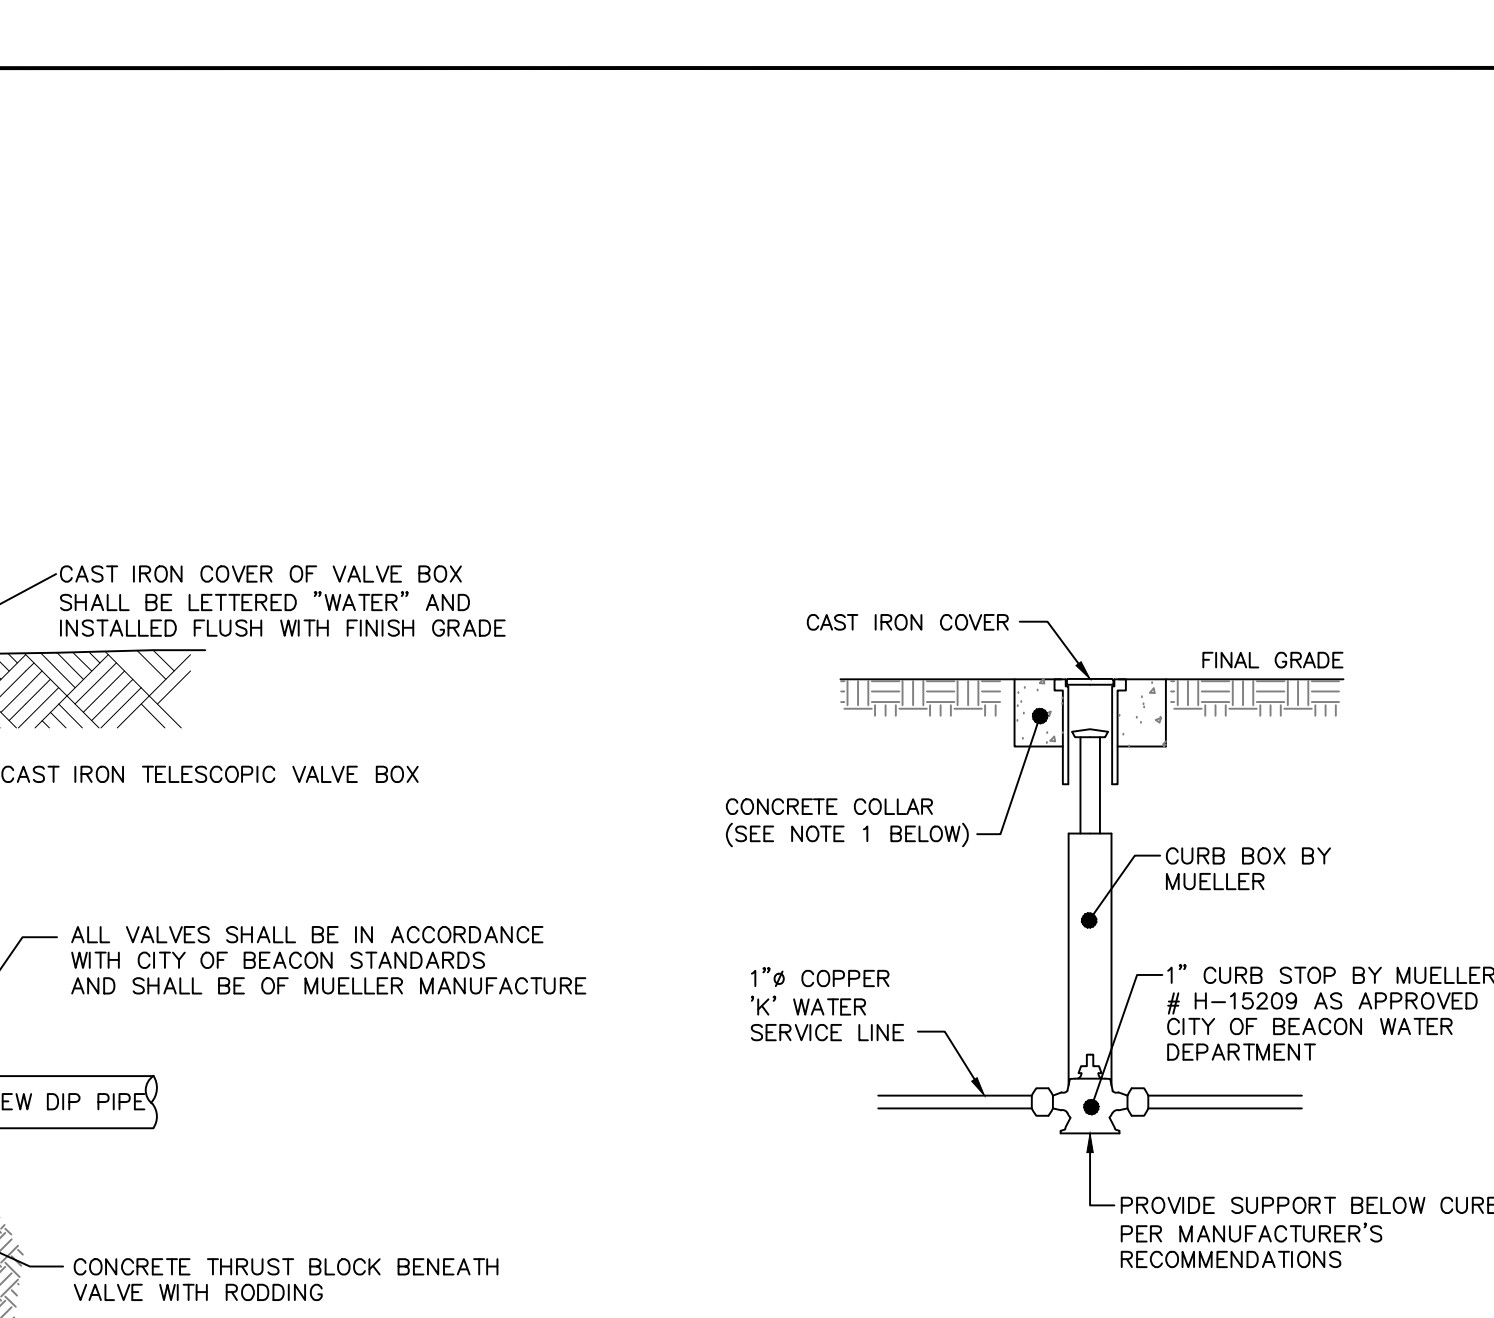 CAST IRON COVER OF VALVE BOX
SHALL BE LETTERED "WATER" AND
INSTALLED FLUSH WITH FINISH GRADE
CAST IRON TELESCOPIC VALVE BOX
ALL VALVES SHALL BE IN ACCORDANCE
WITH CITY OF BEACON STANDARDS
AND SHALL BE OF MUELLER MANUFACTURE
DIP PIPE
CONCRETE THRUST BLOCK BENEATH
VALVE WITH RODDING
CAST IRON COVER
FINAL GRADE
CONCRETE COLLAR
(SEE NOTE 1 BELOW)
CURB BOX BY
MUELLER
1"ø COPPER
'K' WATER
SERVICE LINE
1" CURB STOP BY MUELLER
# H-15209 AS APPROVED
CITY OF BEACON WATER
DEPARTMENT
PROVIDE SUPPORT BELOW
PER MANUFACTURER'S
RECOMMENDATIONS